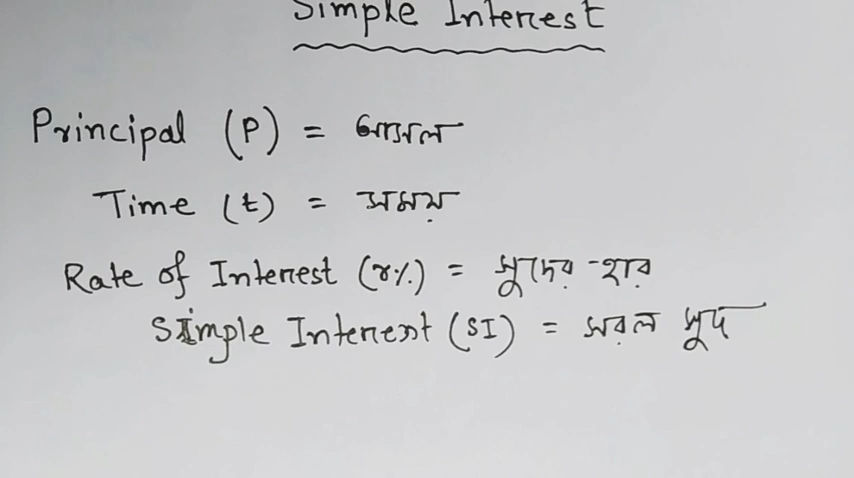 Simple Interest
Principal (P) = আসল
Time (t) = সময়
Rate of Interest (r%) = সুদের হার
Simple Interest (SI) = সরল সুদ